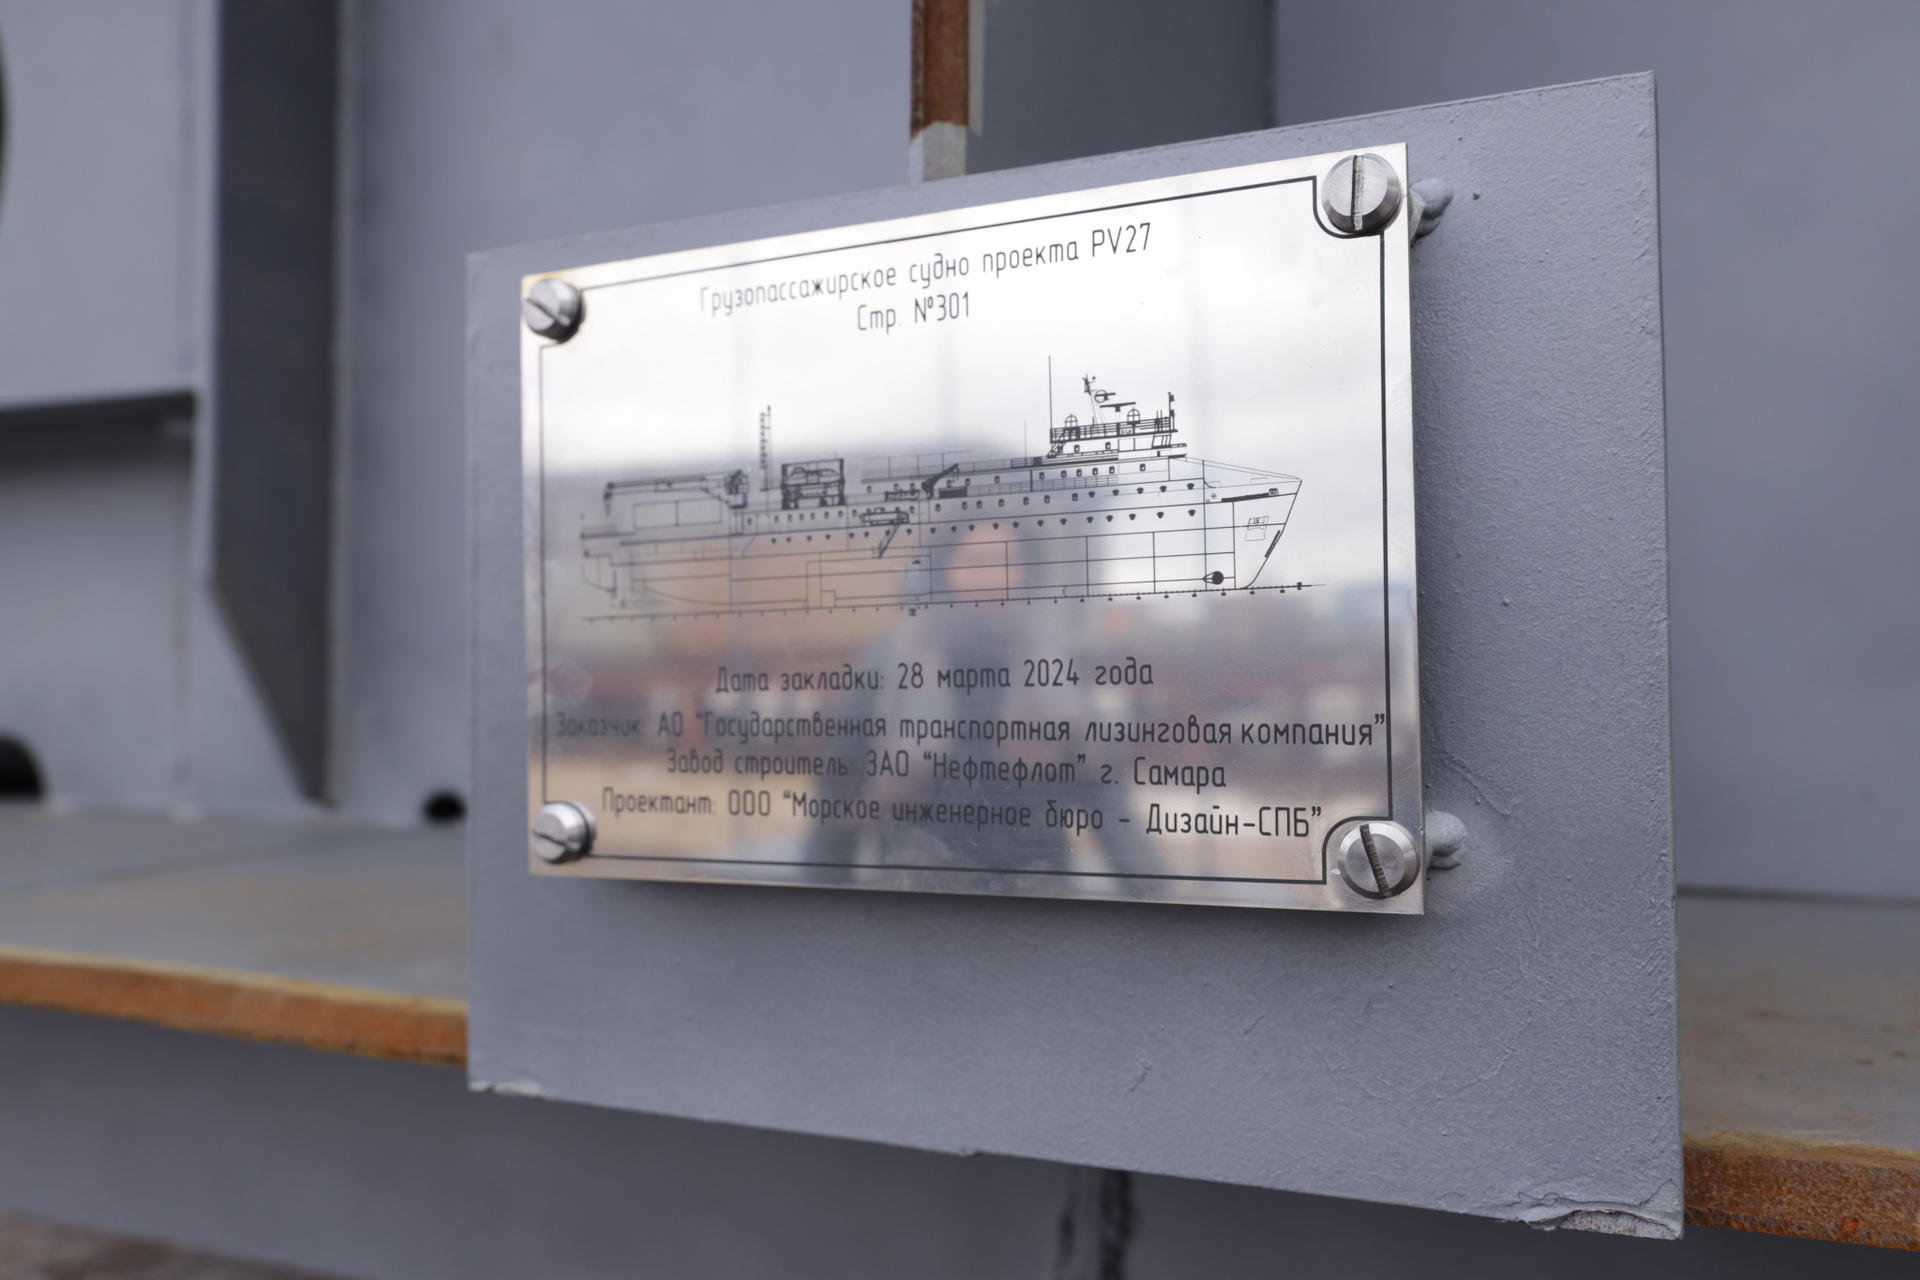 Грузопассажирское судно проекта PV27
Стр. №301
Дата закладки: 28 марта 2024 года
Заказчик: АО “Государственная транспортная лизинговая компания”
Завод строитель: ЗАО “Нефтефлот” г. Самара
Проектант: ООО “Морское инженерное бюро - Дизайн-СПБ”